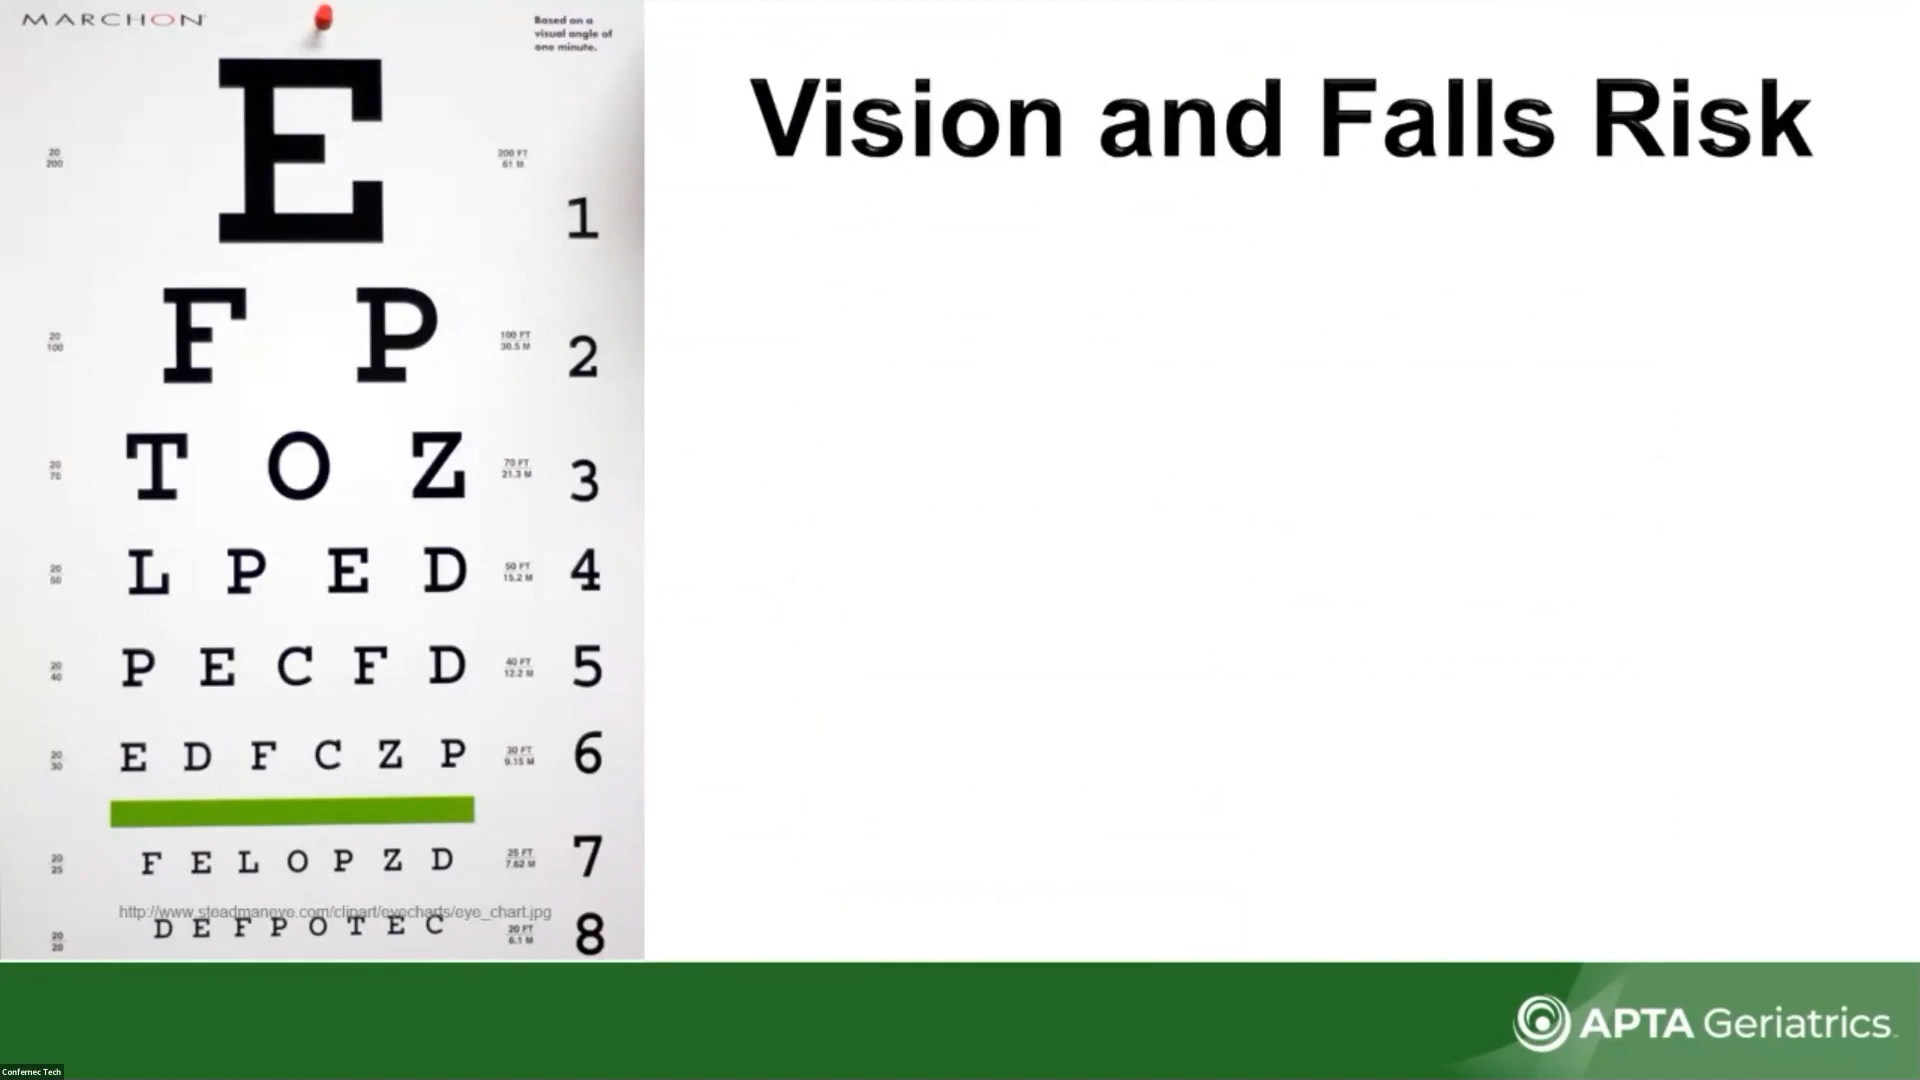 MARCHON
Based on a
visual angle of
one minute.
Vision and Falls Risk
E
20
200
200 FT
61 M
1
F P
20
100
100 FT
30.5 M
2
T O Z
20
70
70 FT
21.3 M
3
L P E D
20
50
50 FT
15.2 M
4
P E C F D
20
40
40 FT
12.2 M
5
E D F C Z P
20
30
30 FT
9.15 M
6
F E L O P Z D
20
25
25 FT
7.62 M
7
http://www.steadmaneye.com/clipart/eyecharts/eye_chart.jpg
D E F P O T E C
20
20
20 FT
6.1 M
8
APTA Geriatrics
Confernec Tech